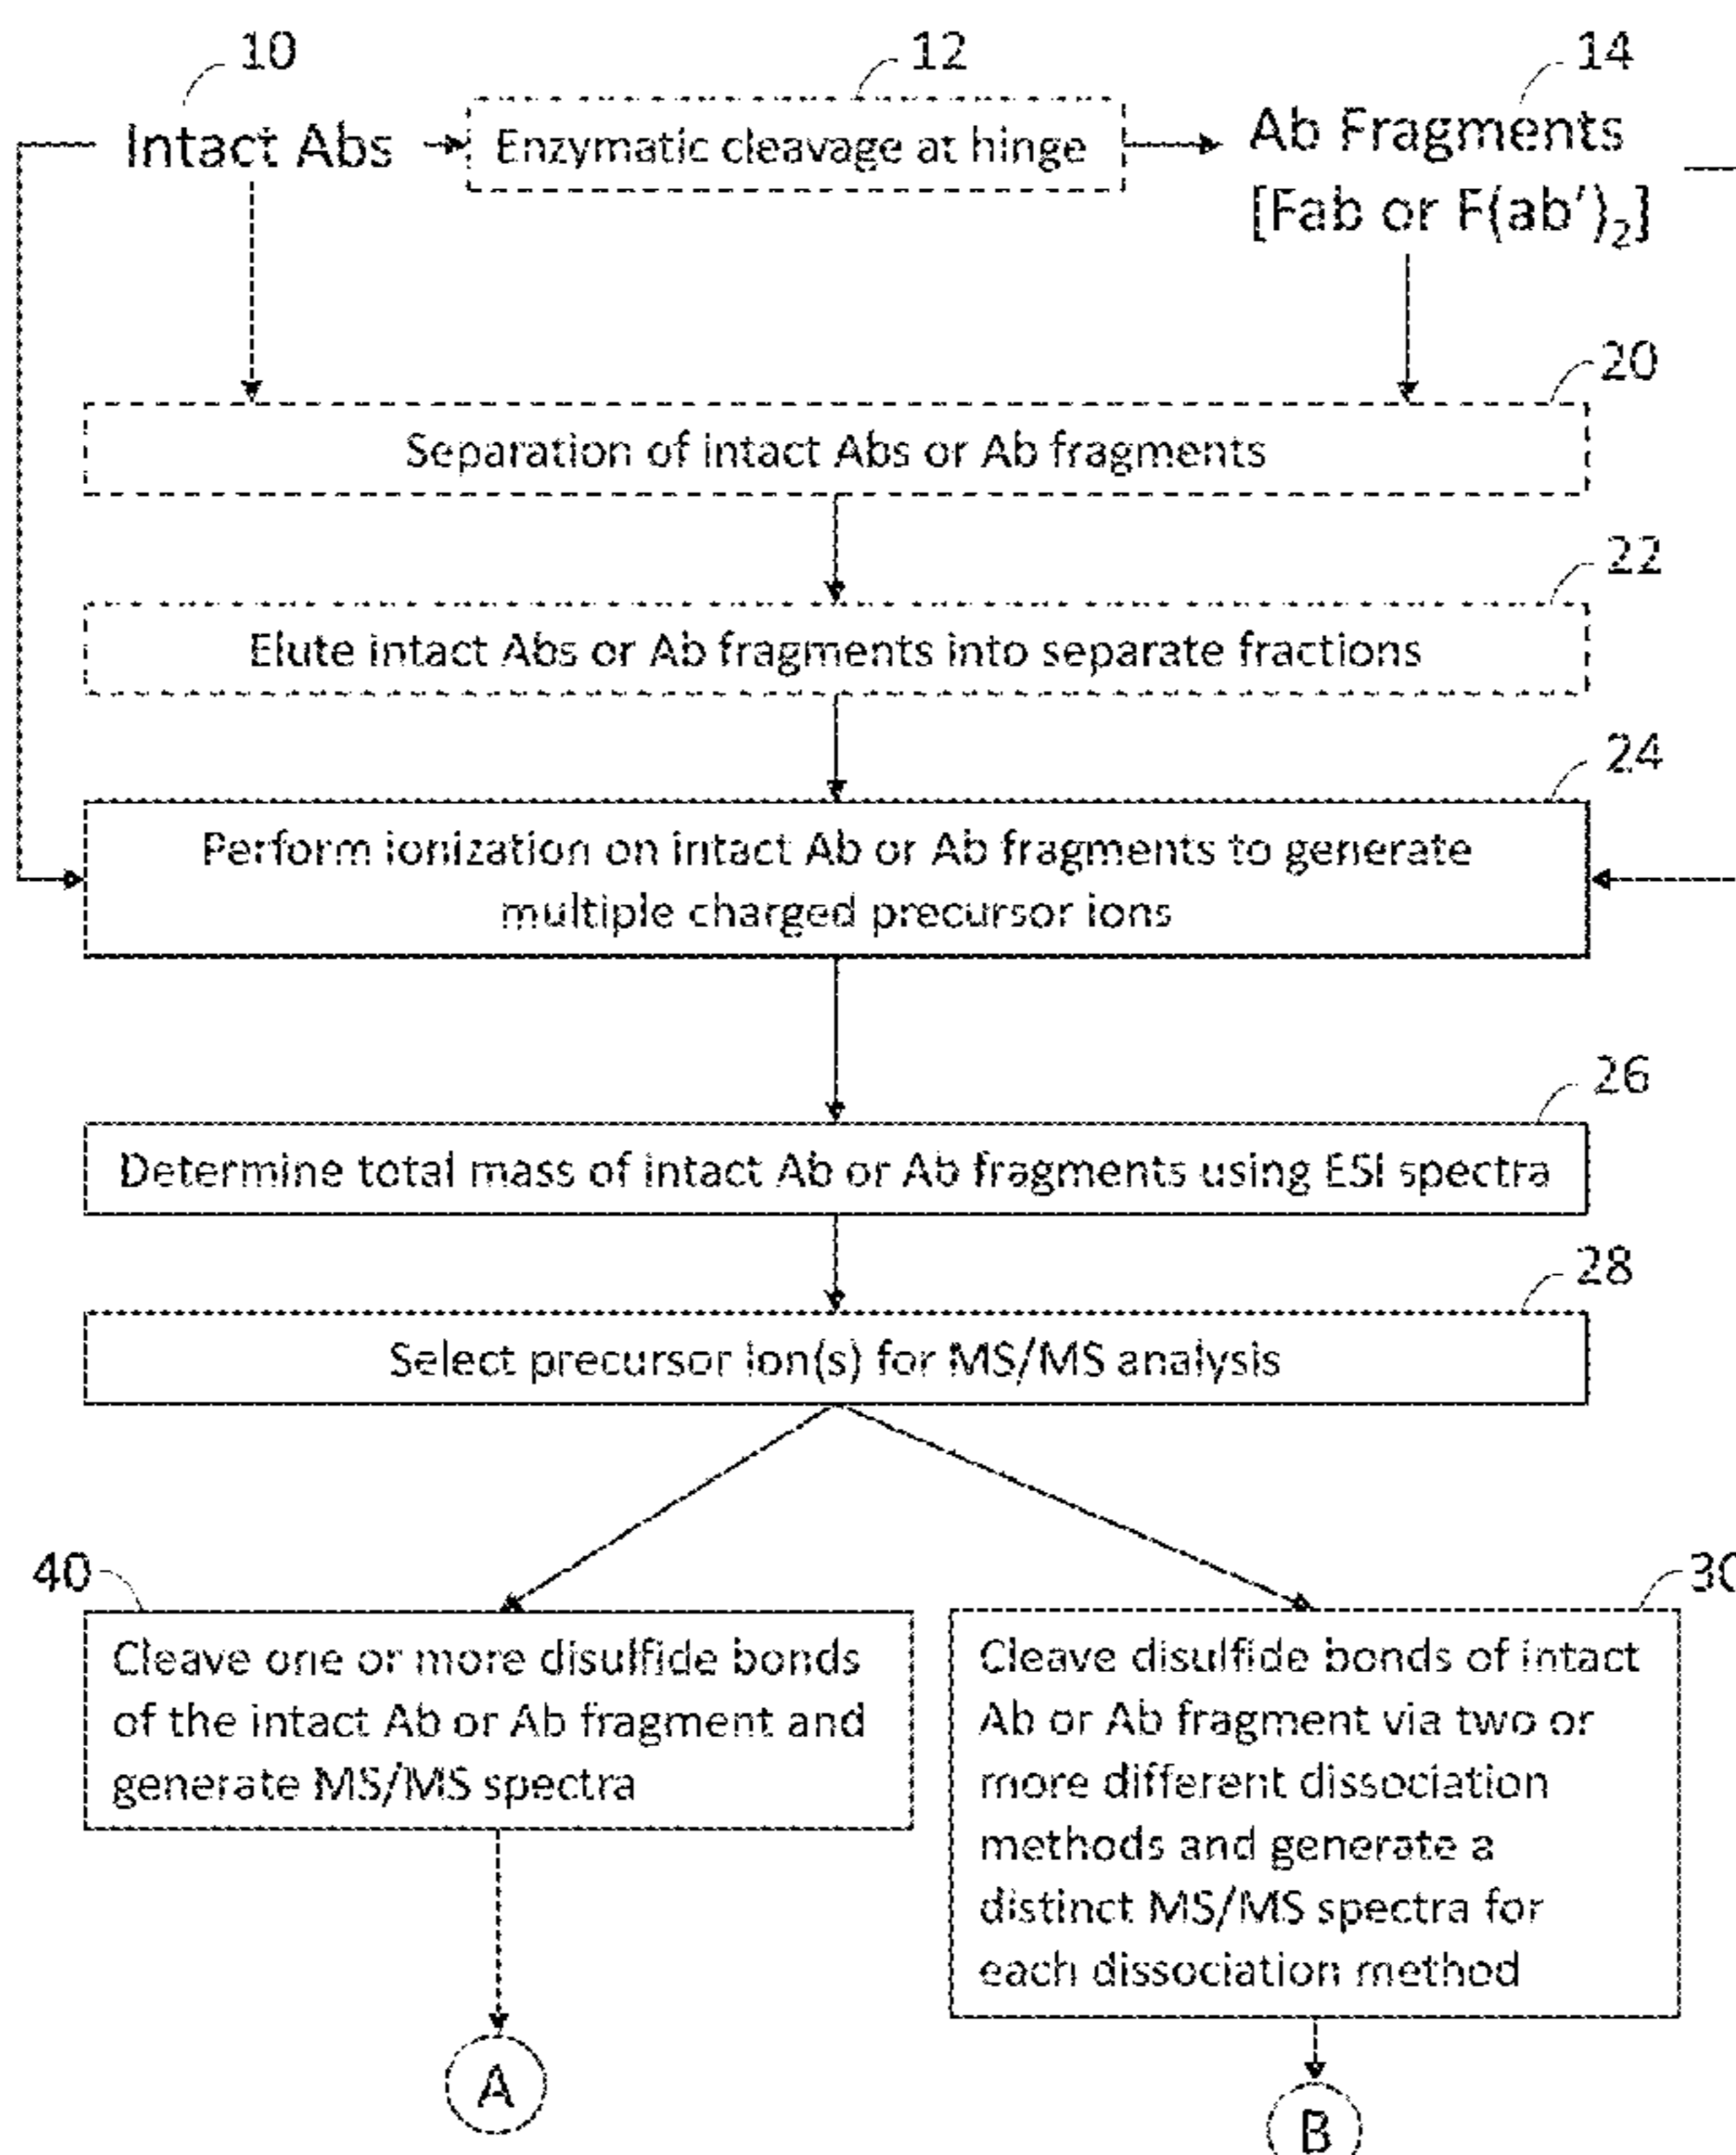 10
12
14
Intact Abs
Enzymatic cleavage at hinge
Ab Fragments
[Fab or F(ab')₂]
20
Separation of intact Abs or Ab fragments
22
Elute intact Abs or Ab fragments into separate fractions
24
Perform ionization on intact Ab or Ab fragments to generate
multiple charged precursor ions
26
Determine total mass of intact Ab or Ab fragments using ESI spectra
28
Select precursor ion(s) for MS/MS analysis
40
Cleave one or more disulfide bonds
of the intact Ab or Ab fragment and
generate MS/MS spectra
A
30
Cleave disulfide bonds of intact
Ab or Ab fragment via two or
more different dissociation
methods and generate a
distinct MS/MS spectra for
each dissociation method
B